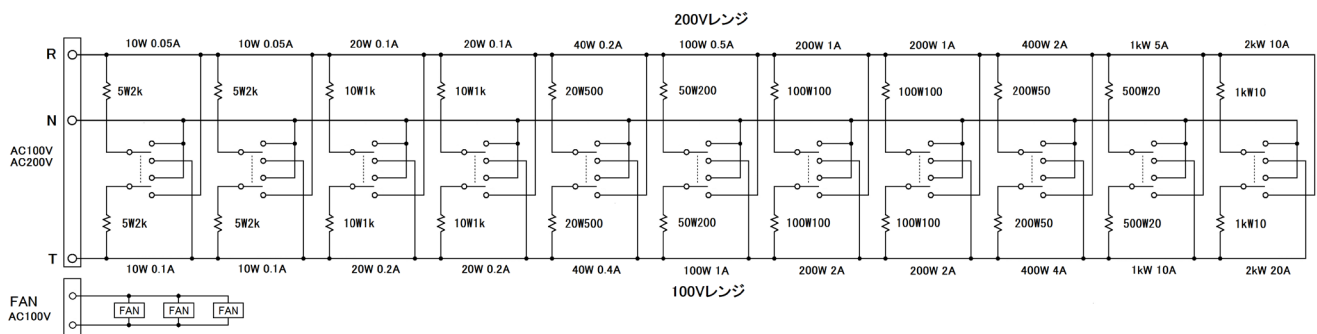 200Vレンジ
10W 0.05A 10W 0.05A 20W 0.1A 20W 0.1A 40W 0.2A 100W 0.5A 200W 1A 200W 1A 400W 2A 1kW 5A 2kW 10A
R
5W2k 5W2k 10W1k 10W1k 20W500 50W200 100W100 100W100 200W50 500W20 1kW10
N
AC100V
AC200V
5W2k 5W2k 10W1k 10W1k 20W500 50W200 100W100 100W100 200W50 500W20 1kW10
T
10W 0.1A 10W 0.1A 20W 0.2A 20W 0.2A 40W 0.4A 100W 1A 200W 2A 200W 2A 400W 4A 1kW 10A 2kW 20A
100Vレンジ
FAN
AC100V
FAN FAN FAN